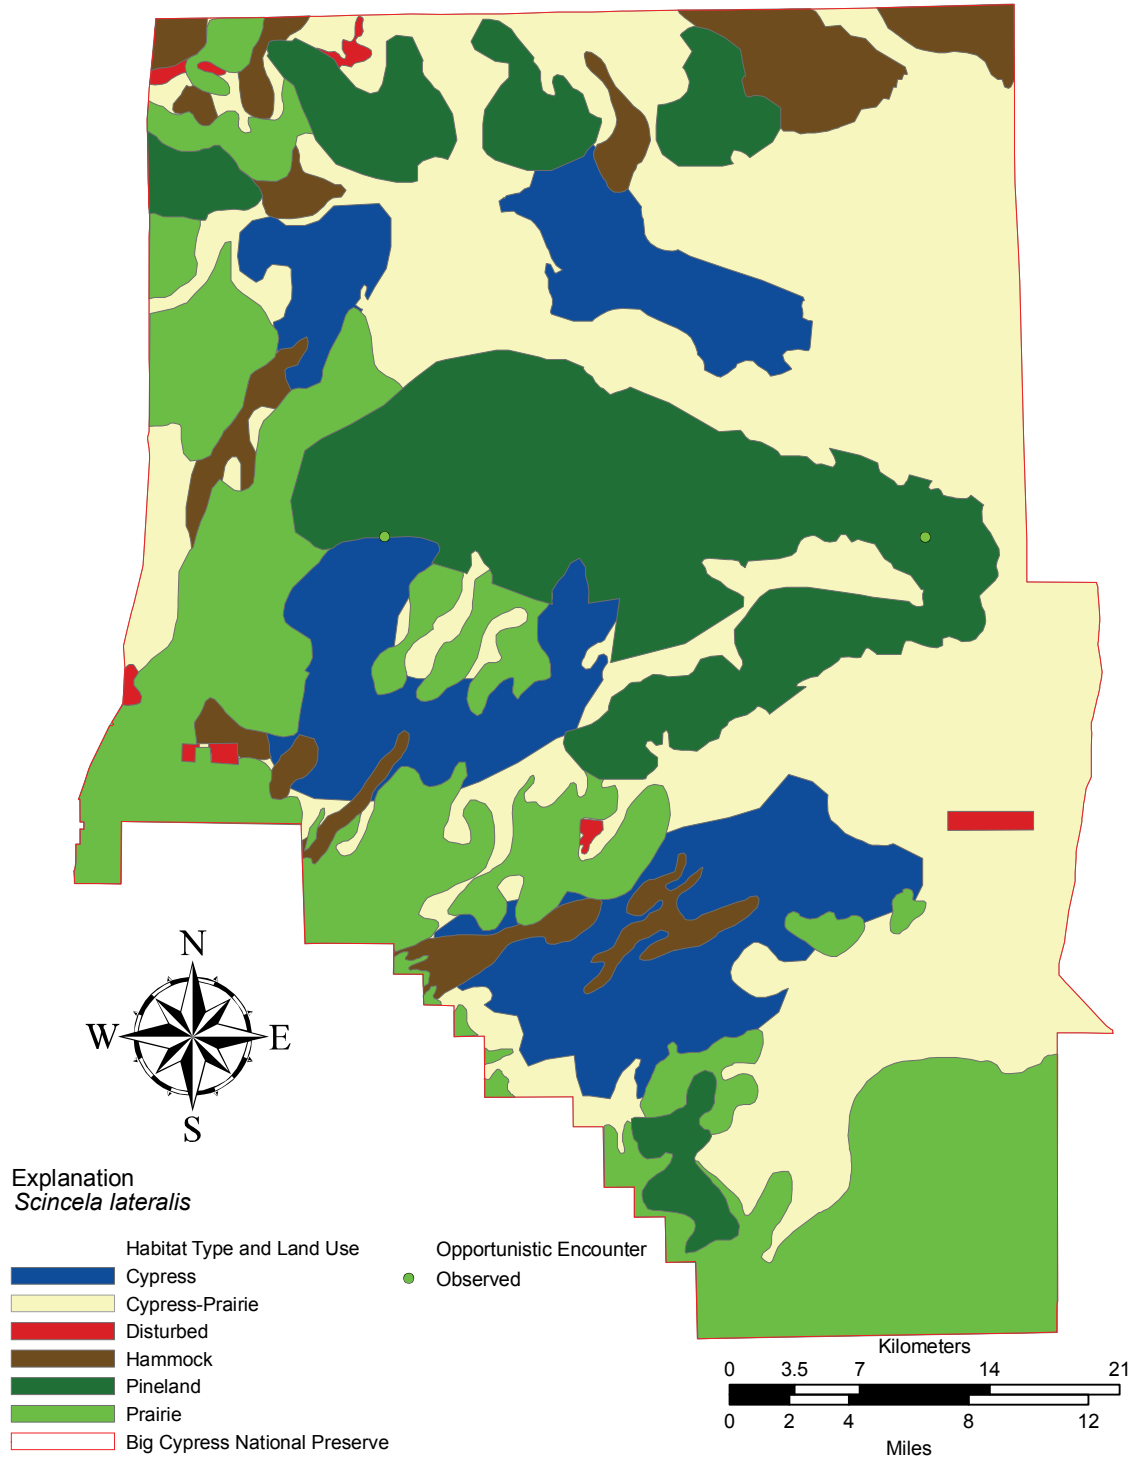 N
W
E
S
Explanation
Scincela lateralis
Habitat Type and Land Use
Cypress
Cypress-Prairie
Disturbed
Hammock
Pineland
Prairie
Big Cypress National Preserve
Opportunistic Encounter
Observed
Kilometers
0 3.5 7 14 21
0 2 4 8 12
Miles